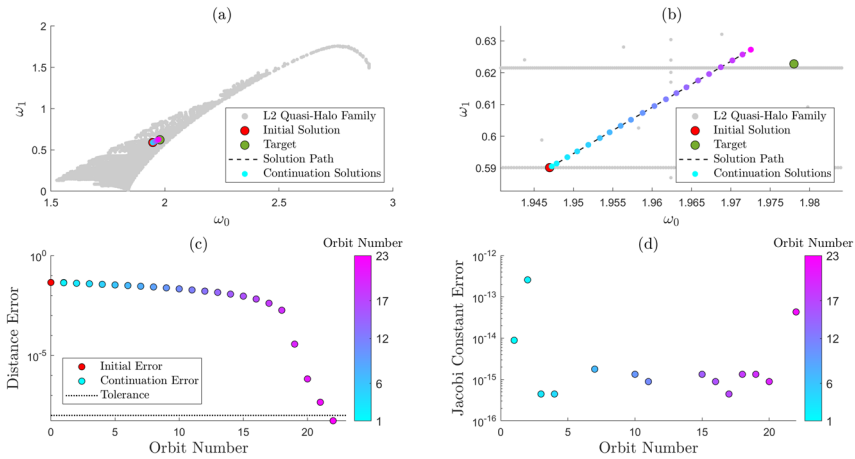 (a)
2
1.5
1
0.5
0
ω₁
1.5
2
2.5
3
ω₀
L2 Quasi-Halo Family
Initial Solution
Target
Solution Path
Continuation Solutions
(b)
0.63
0.62
0.61
0.6
0.59
ω₁
1.945
1.95
1.955
1.96
1.965
1.97
1.975
1.98
ω₀
L2 Quasi-Halo Family
Initial Solution
Target
Solution Path
Continuation Solutions
(c)
10⁰
10⁻⁵
Distance Error
0
5
10
15
20
Orbit Number
Initial Error
Continuation Error
Tolerance
Orbit Number
23
17
12
6
1
(d)
10⁻¹²
10⁻¹³
10⁻¹⁴
10⁻¹⁵
10⁻¹⁶
Jacobi Constant Error
0
5
10
15
20
Orbit Number
Orbit Number
23
17
12
6
1